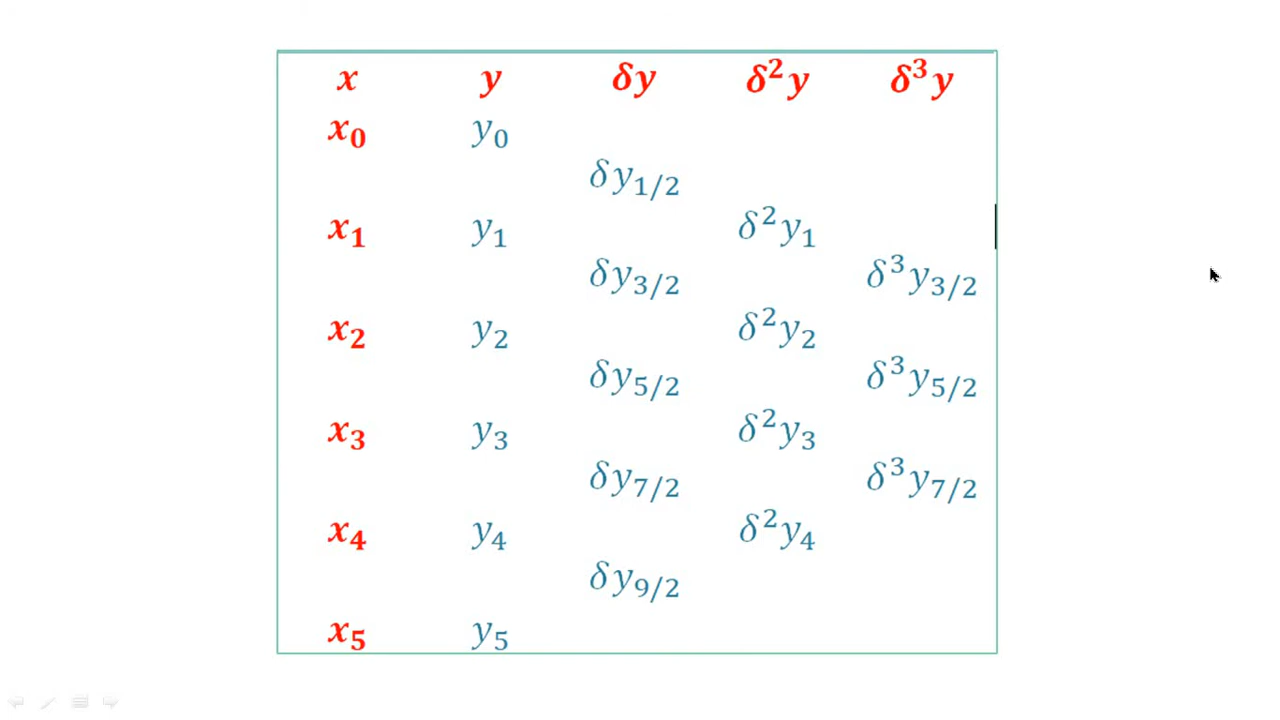 x y δy δ²y δ³y
x₀ y₀
δy₁/₂
x₁ y₁ δ²y₁
δy₃/₂ δ³y₃/₂
x₂ y₂ δ²y₂
δy₅/₂ δ³y₅/₂
x₃ y₃ δ²y₃
δy₇/₂ δ³y₇/₂
x₄ y₄ δ²y₄
δy₉/₂
x₅ y₅